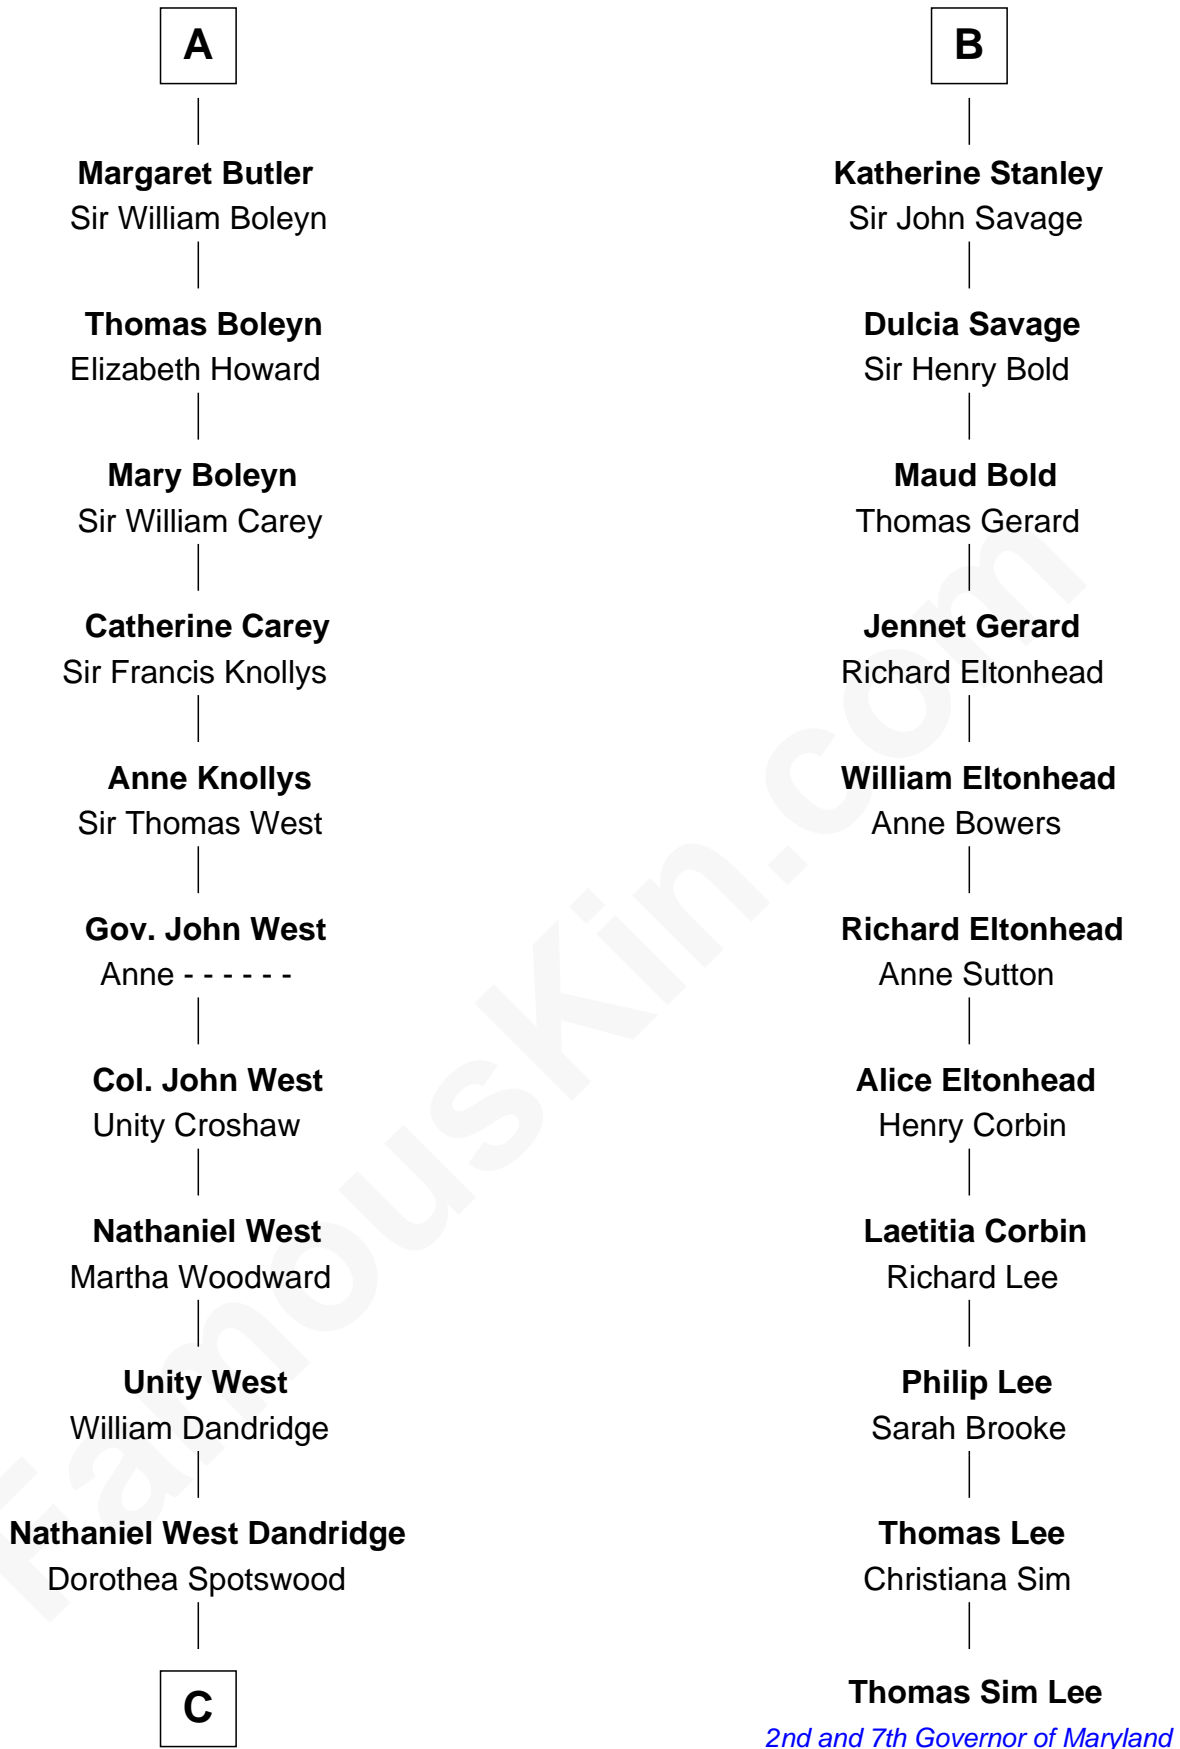 A
Margaret Butler
Sir William Boleyn
Thomas Boleyn
Elizabeth Howard
Mary Boleyn
Sir William Carey
Catherine Carey
Sir Francis Knollys
Anne Knollys
Sir Thomas West
Gov. John West
Anne - - - - - -
Col. John West
Unity Croshaw
Nathaniel West
Martha Woodward
Unity West
William Dandridge
Nathaniel West Dandridge
Dorothea Spotswood
C
B
Katherine Stanley
Sir John Savage
Dulcia Savage
Sir Henry Bold
Maud Bold
Thomas Gerard
Jennet Gerard
Richard Eltonhead
William Eltonhead
Anne Bowers
Richard Eltonhead
Anne Sutton
Alice Eltonhead
Henry Corbin
Laetitia Corbin
Richard Lee
Philip Lee
Sarah Brooke
Thomas Lee
Christiana Sim
Thomas Sim Lee
2nd and 7th Governor of Maryland
FamousKin.com